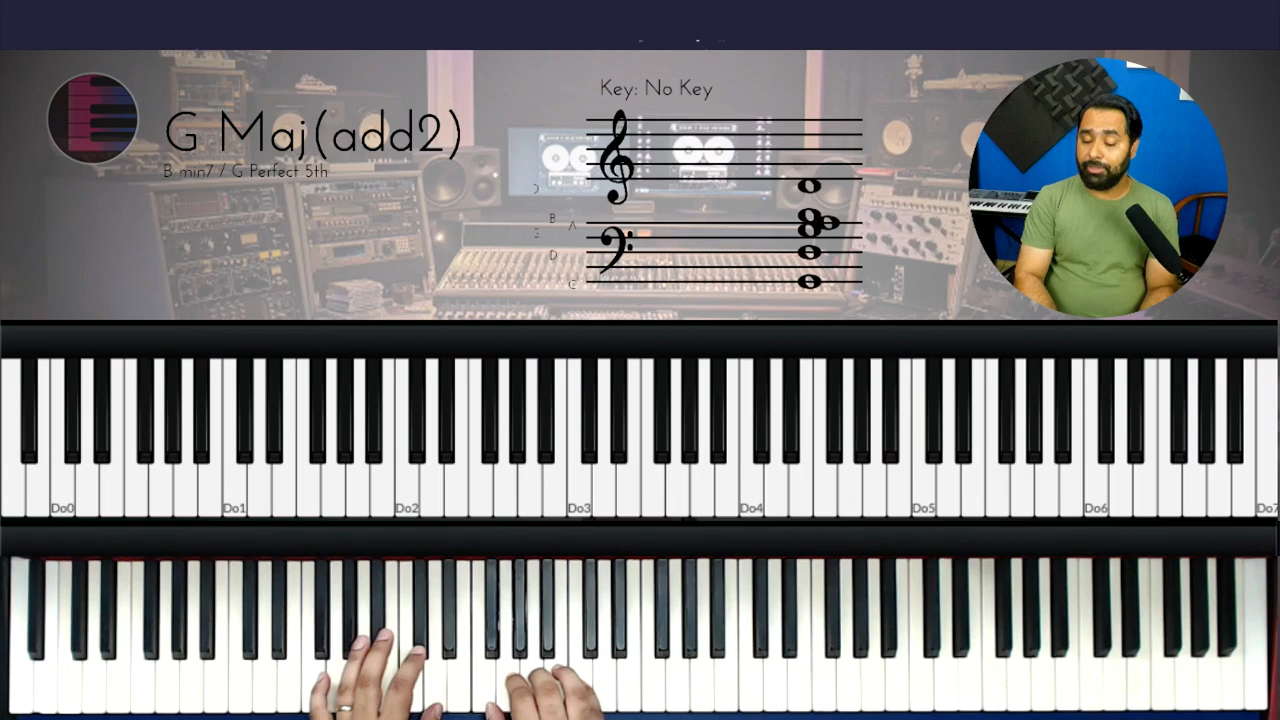 Key: No Key
G Maj(add2)
B min7 / G Perfect 5th
B
A
D
Do0 Do1 Do2 Do3 Do4 Do5 Do6 Do7